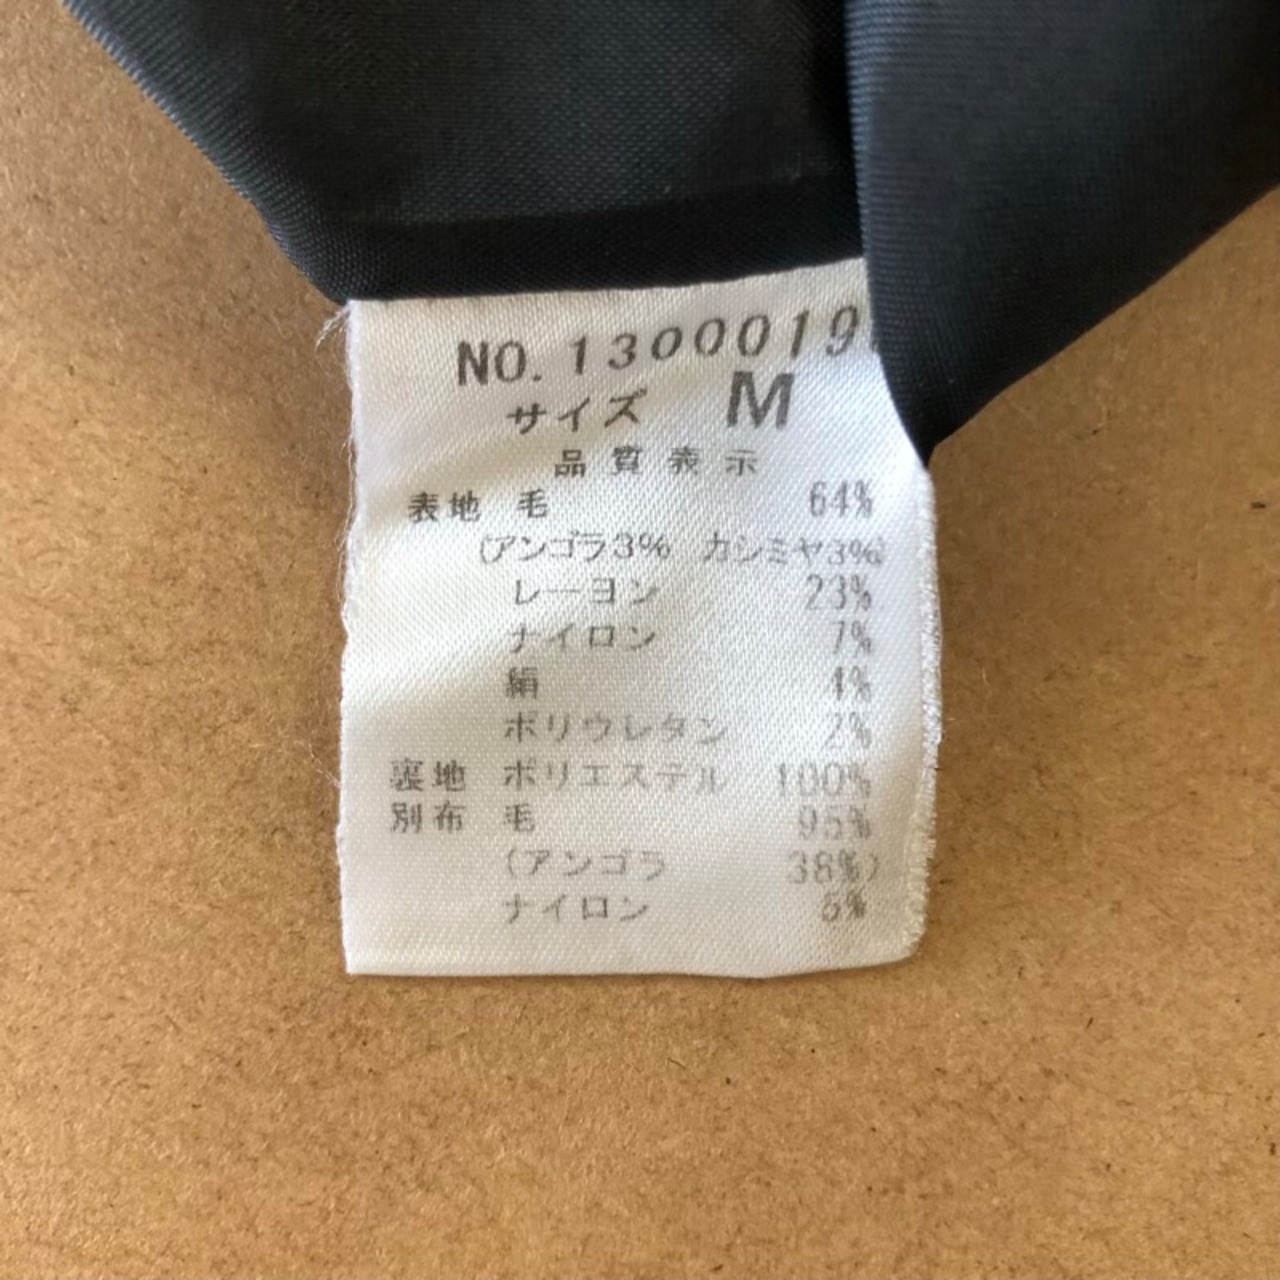 NO.1300019
サイズ M
品質表示
表地 毛 64%
(アンゴラ3% カシミヤ3%)
レーヨン 23%
ナイロン 7%
絹 4%
ポリウレタン 2%
裏地 ポリエステル 100%
別布 毛 95%
(アンゴラ 38%)
ナイロン 5%